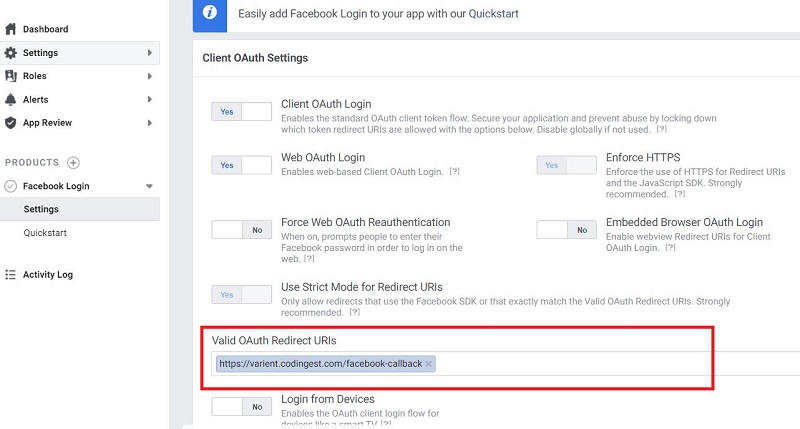 Easily add Facebook Login to your app with our Quickstart
Dashboard
Settings
Roles
Alerts
App Review
PRODUCTS
Facebook Login
Settings
Quickstart
Activity Log
Client OAuth Settings
Yes
Client OAuth Login
Enables the standard OAuth client token flow. Secure your application and prevent abuse by locking down
which token redirect URIs are allowed with the options below. Disable globally if not used. [?]
Yes
Web OAuth Login
Enables web-based Client OAuth Login. [?]
Yes
Enforce HTTPS
Enforce the use of HTTPS for Redirect URIs
and the JavaScript SDK. Strongly
recommended. [?]
No
Force Web OAuth Reauthentication
When on, prompts people to enter their
Facebook password in order to log in on the
web. [?]
No
Embedded Browser OAuth Login
Enable webview Redirect URIs for Client
OAuth Login. [?]
Yes
Use Strict Mode for Redirect URIs
Only allow redirects that use the Facebook SDK or that exactly match the Valid OAuth Redirect URIs. Strongly
recommended. [?]
Valid OAuth Redirect URIs
https://varient.codingest.com/facebook-callback ×
No
Login from Devices
Enables the OAuth client login flow for
devices like a smart TV. [?]